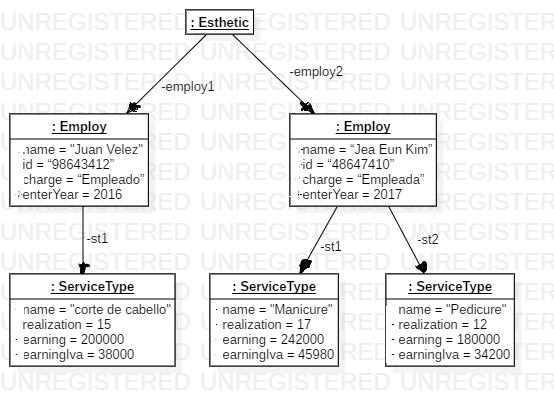 : Esthetic
-employ1
-employ2
: Employ
name = "Juan Velez"
id = “98643412”
charge = “Empleado”
enterYear = 2016
: Employ
name = “Jea Eun Kim”
id = “48647410”
charge = “Empleada”
enterYear = 2017
-st1
-st1
-st2
: ServiceType
name = "corte de cabello"
realization = 15
earning = 200000
earningIva = 38000
: ServiceType
name = "Manicure"
realization = 17
earning = 242000
earningIva = 45980
: ServiceType
name = "Pedicure"
realization = 12
earning = 180000
earningIva = 34200
UNREGISTERED UNREGISTERED UNREGISTERED